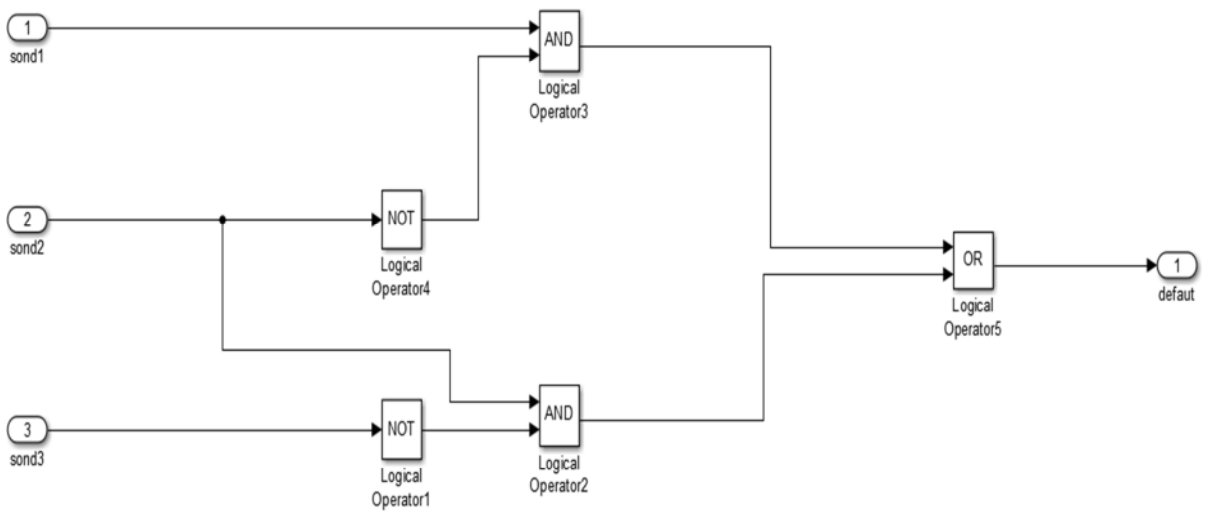 1
sond1
AND
Logical
Operator3
2
sond2
NOT
Logical
Operator4
OR
Logical
Operator5
1
defaut
3
sond3
NOT
Logical
Operator1
AND
Logical
Operator2